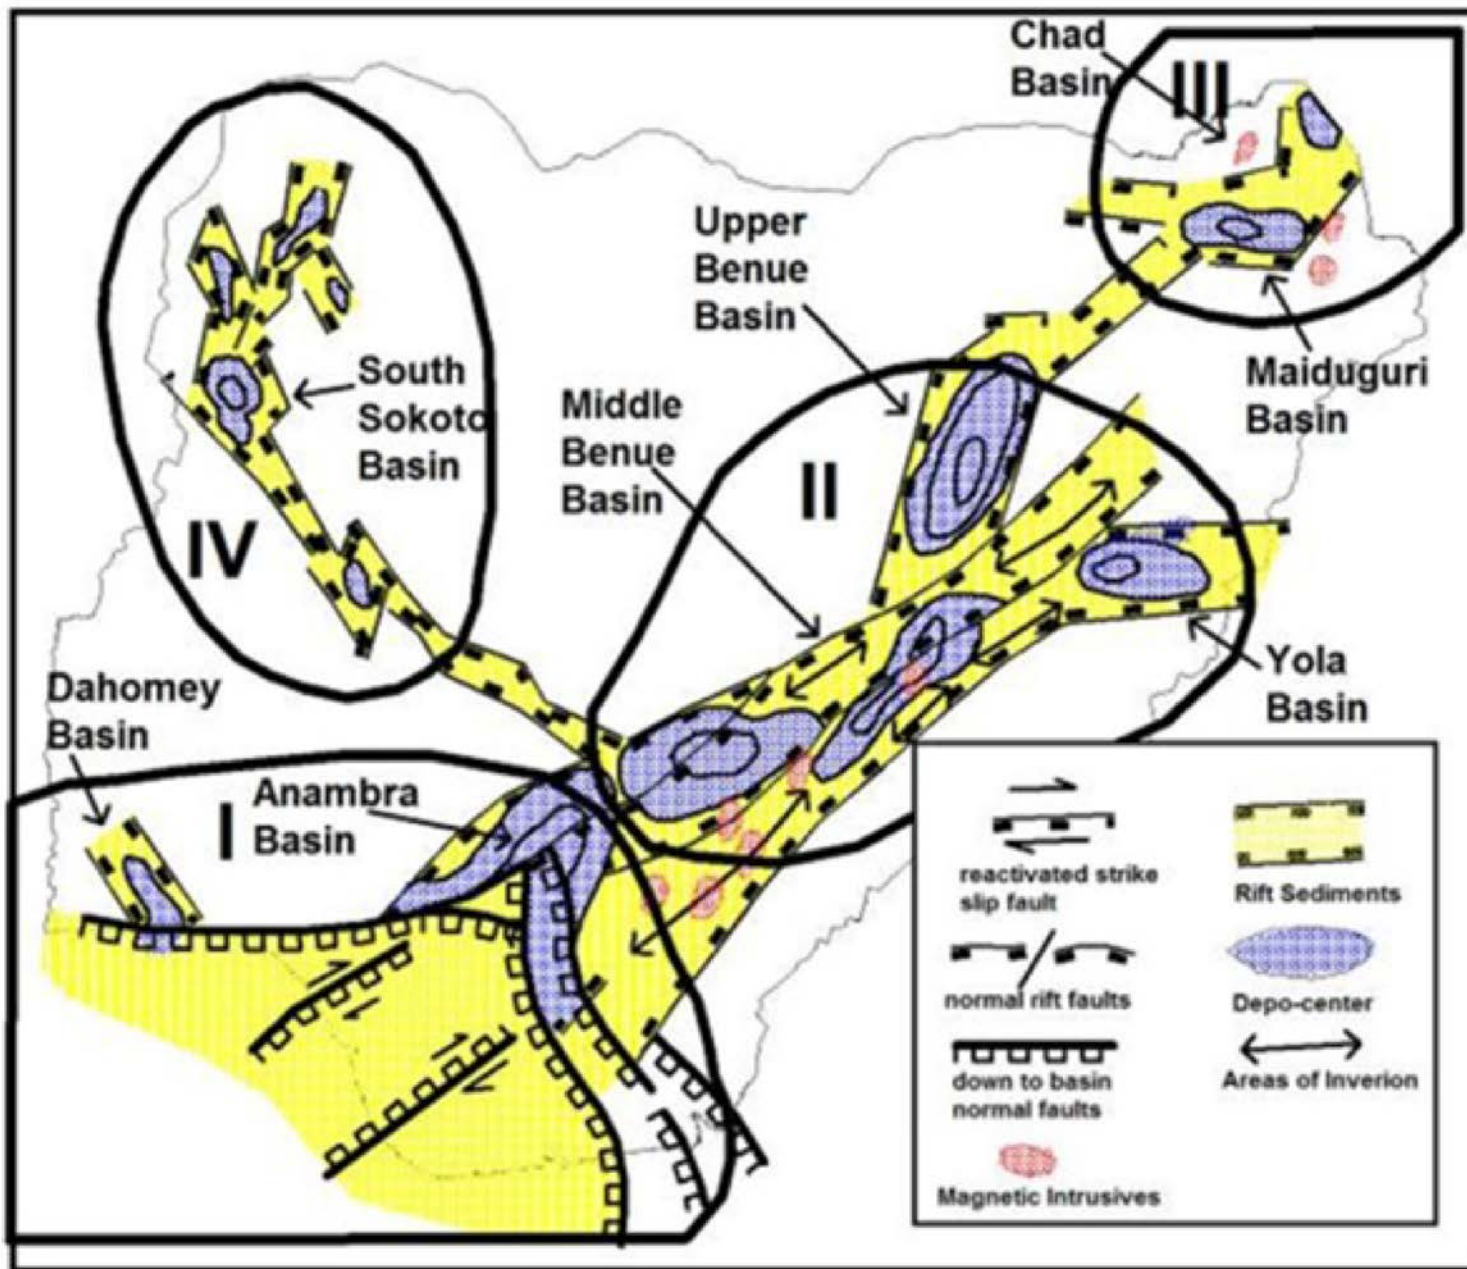 Chad
Basin
III
Upper
Benue
Basin
Maiduguri
Basin
South
Sokoto
Basin
Middle
Benue
Basin
II
IV
Yola
Basin
Dahomey
Basin
I
Anambra
Basin
reactivated strike
slip fault
Rift Sediments
normal rift faults
Depo-center
down to basin
normal faults
Areas of Inverion
Magnetic Intrusives